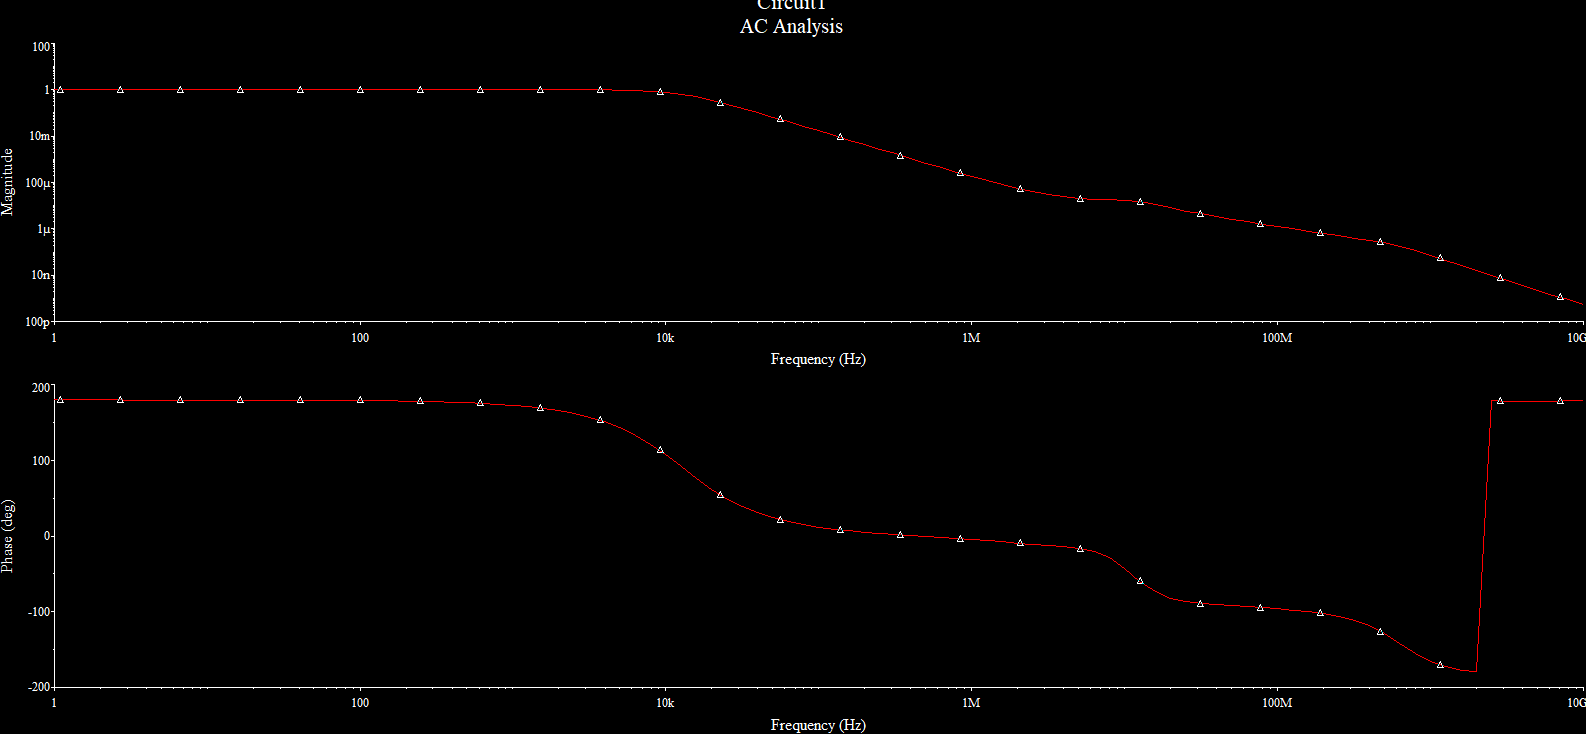 Circuit1
AC Analysis
100
1
10m
100µ
1µ
10n
100p
Magnitude
1
100
10k
1M
100M
10G
Frequency (Hz)
200
100
0
-100
-200
Phase (deg)
1
100
10k
1M
100M
10G
Frequency (Hz)